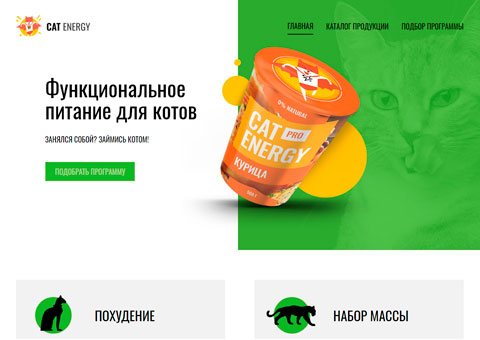 CAT ENERGY
ГЛАВНАЯ
КАТАЛОГ ПРОДУКЦИИ
ПОДБОР ПРОГРАММЫ
Функциональное
питание для котов
ЗАНЯЛСЯ СОБОЙ? ЗАЙМИСЬ КОТОМ!
ПОДОБРАТЬ ПРОГРАММУ
0% NATURAL
CAT PRO
ENERGY
КУРИЦА
ПОХУДЕНИЕ
НАБОР МАССЫ